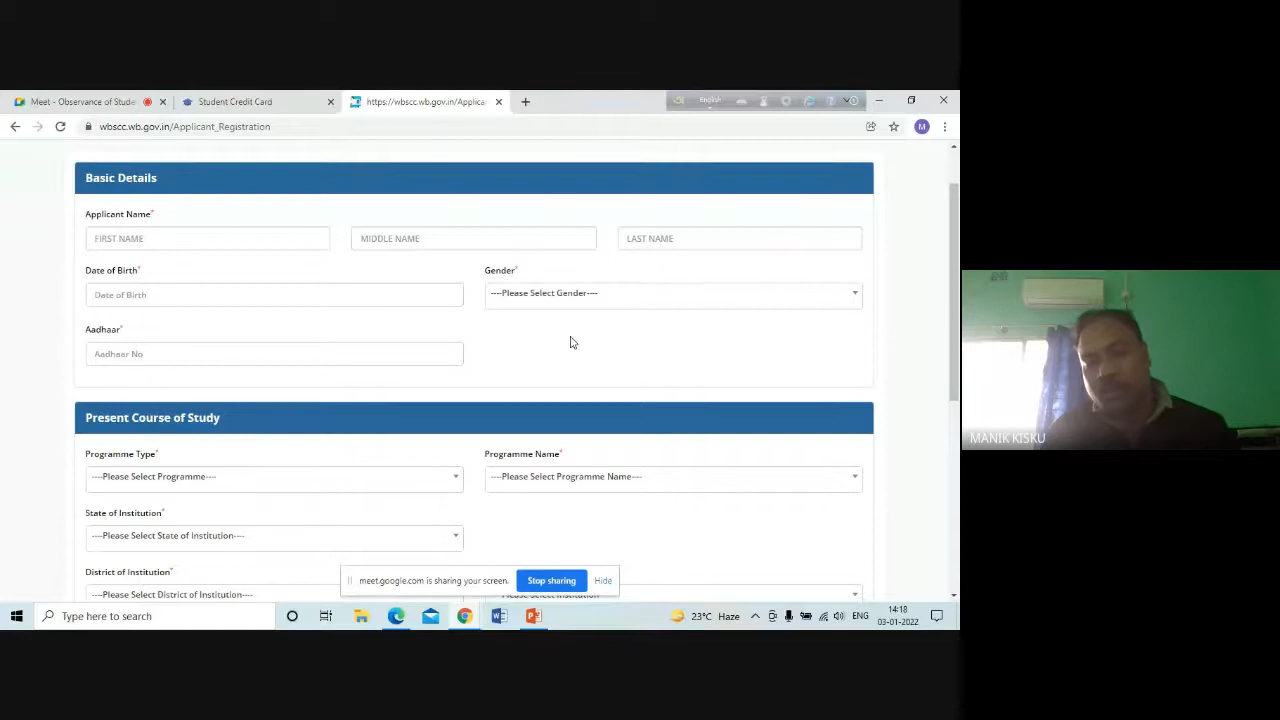 Meet - Observance of Stude
Student Credit Card
https://wbscc.wb.gov.in/Applica
English
wbscc.wb.gov.in/Applicant_Registration
M
Basic Details
Applicant Name*
FIRST NAME
MIDDLE NAME
LAST NAME
Date of Birth*
Gender*
Date of Birth
----Please Select Gender----
Aadhaar*
Aadhaar No
Present Course of Study
Programme Type*
Programme Name*
----Please Select Programme----
----Please Select Programme Name----
State of Institution*
----Please Select State of Institution----
District of Institution*
----Please Select District of Institution----
meet.google.com is sharing your screen.
Stop sharing
Hide
Type here to search
23°C Haze
ENG
14:18
03-01-2022
MANIK KISKU